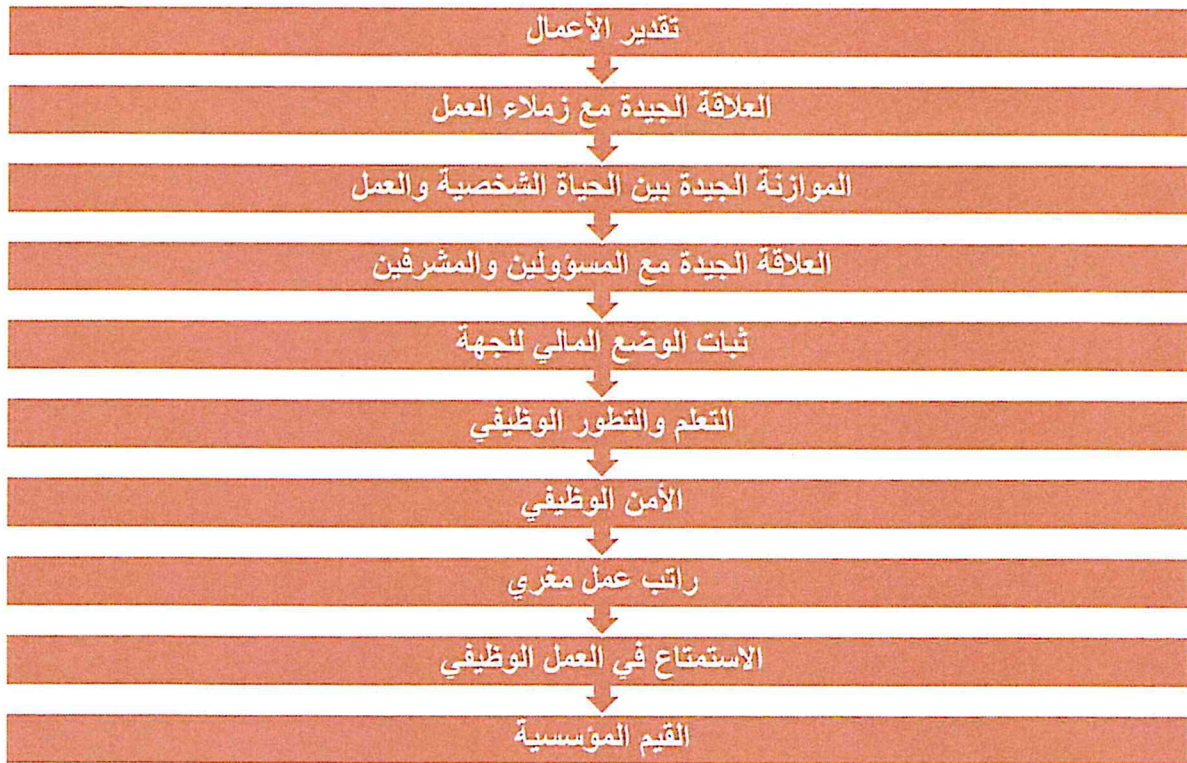 تقدير الأعمال
العلاقة الجيدة مع زملاء العمل
الموازنة الجيدة بين الحياة الشخصية والعمل
العلاقة الجيدة مع المسؤولين والمشرفين
ثبات الوضع المالي للجهة
التعلم والتطور الوظيفي
الأمن الوظيفي
راتب عمل مغري
الاستمتاع في العمل الوظيفي
القيم المؤسسية